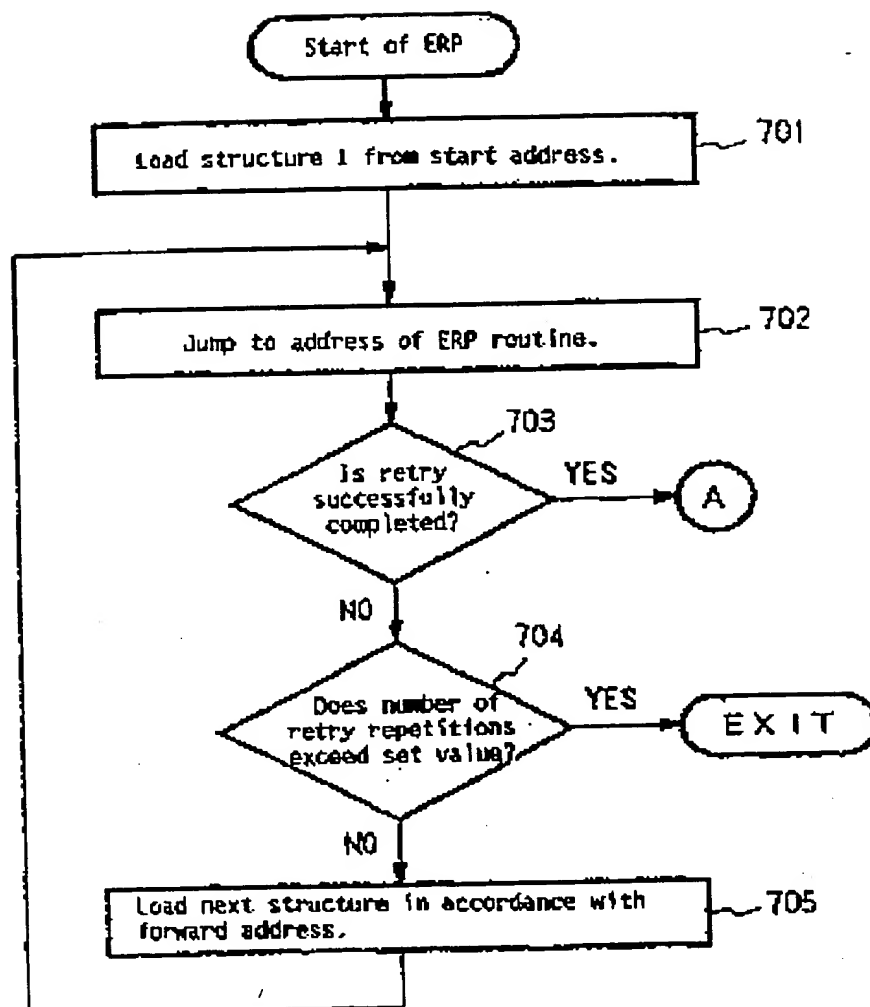 Start of ERP
Load structure 1 from start address.
701
Jump to address of ERP routine.
702
703
Is retry
successfully
completed?
YES
A
NO
704
Does number of
retry repetitions
exceed set value?
YES
EXIT
NO
Load next structure in accordance with
forward address.
705